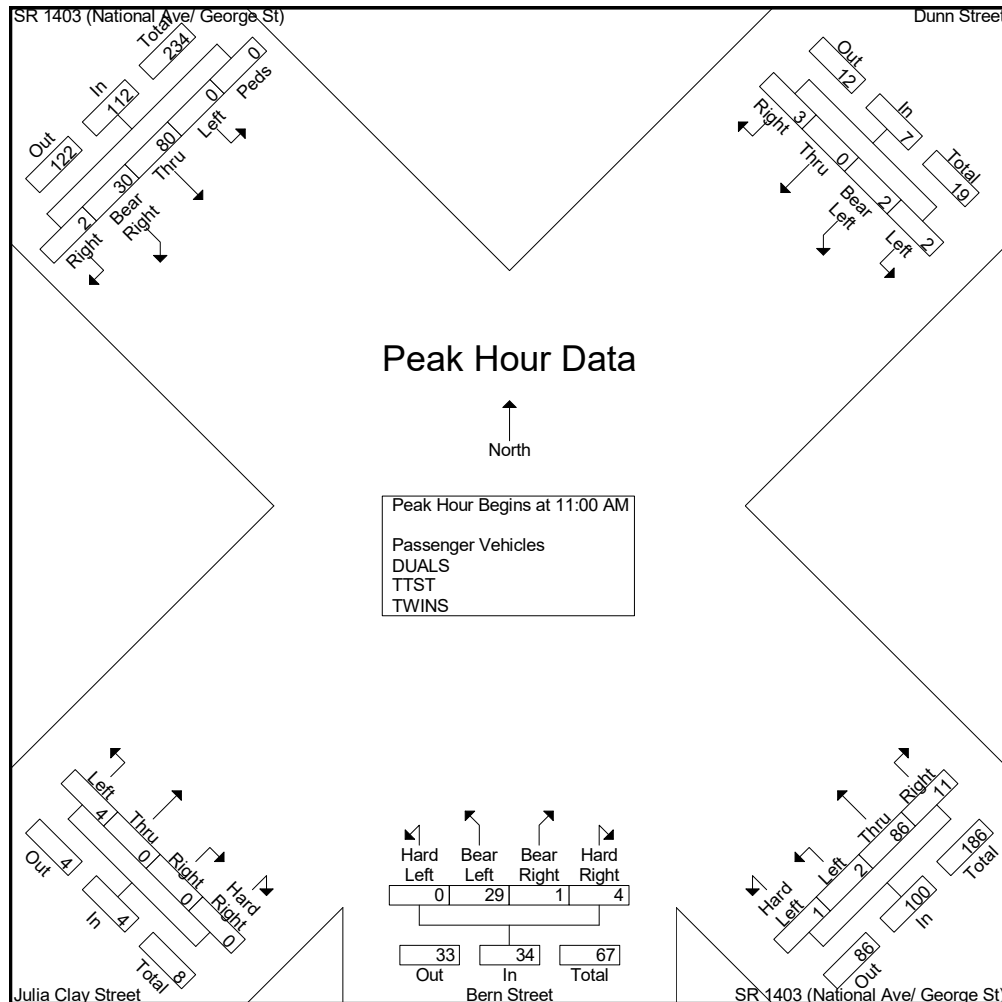 SR 1403 (National Ave/ George St)
Dunn Street
Total
234
In
112
Out
122
0
0
80
30
2
Peds
Left
Thru
Bear
Right
Right
Out
12
In
7
Total
19
3
0
2
2
Right
Thru
Bear
Left
Left
Peak Hour Data
North
Peak Hour Begins at 11:00 AM
Passenger Vehicles
DUALS
TTST
TWINS
Left
Thru
Right
Hard
Right
4
0
0
0
Out
4
In
4
Total
8
Hard
Left
Bear
Left
Bear
Right
Hard
Right
0 29 1 4
33 34 67
Out In Total
Right
Thru
Left
Hard
Left
11
86
2
1
186
Total
100
In
86
Out
Julia Clay Street
Bern Street
SR 1403 (National Ave/ George St)